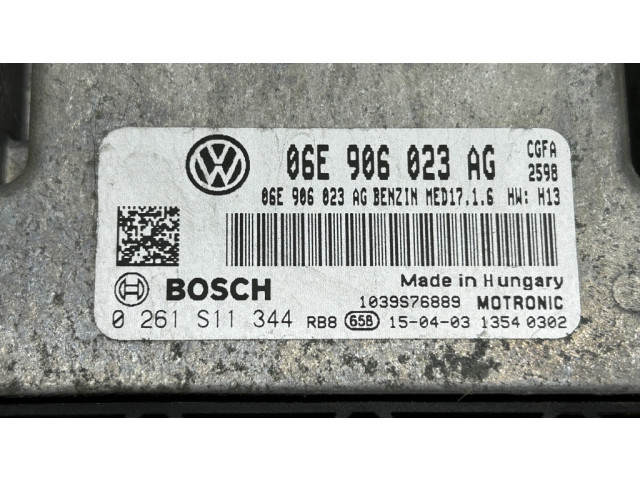 06E 906 023 AG CGFA
2598
06E 906 023 AG BENZIN MED17.1.6 HW: H13
BOSCH
Made in Hungary
1039S76889 MOTRONIC
0 261 S11 344 RB8 65B 15-04-03 1354 0302